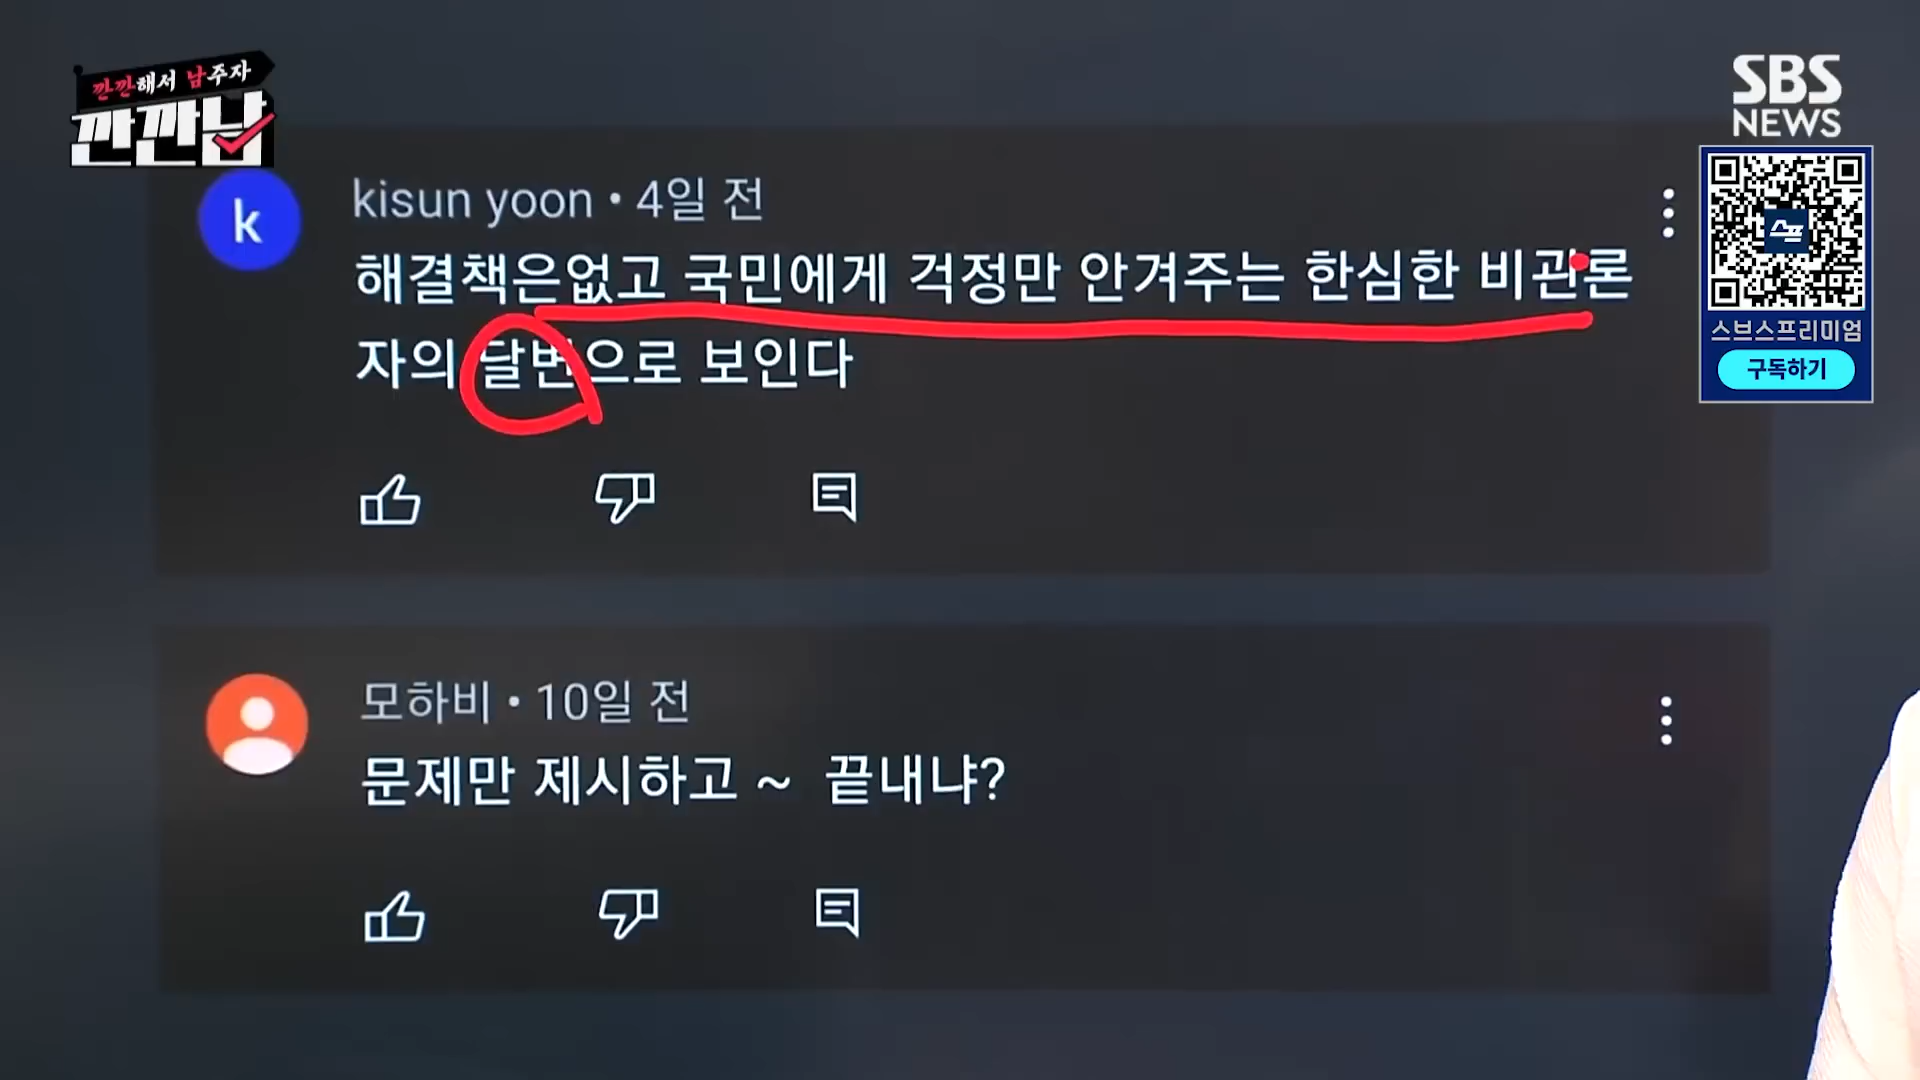 깐깐해서 남주자
깐깐남
SBS
NEWS
스프
스브스프리미엄
구독하기
k
kisun yoon • 4일 전
해결책은없고 국민에게 걱정만 안겨주는 한심한 비관론
자의 달변으로 보인다
모하비 • 10일 전
문제만 제시하고 ~ 끝내냐?